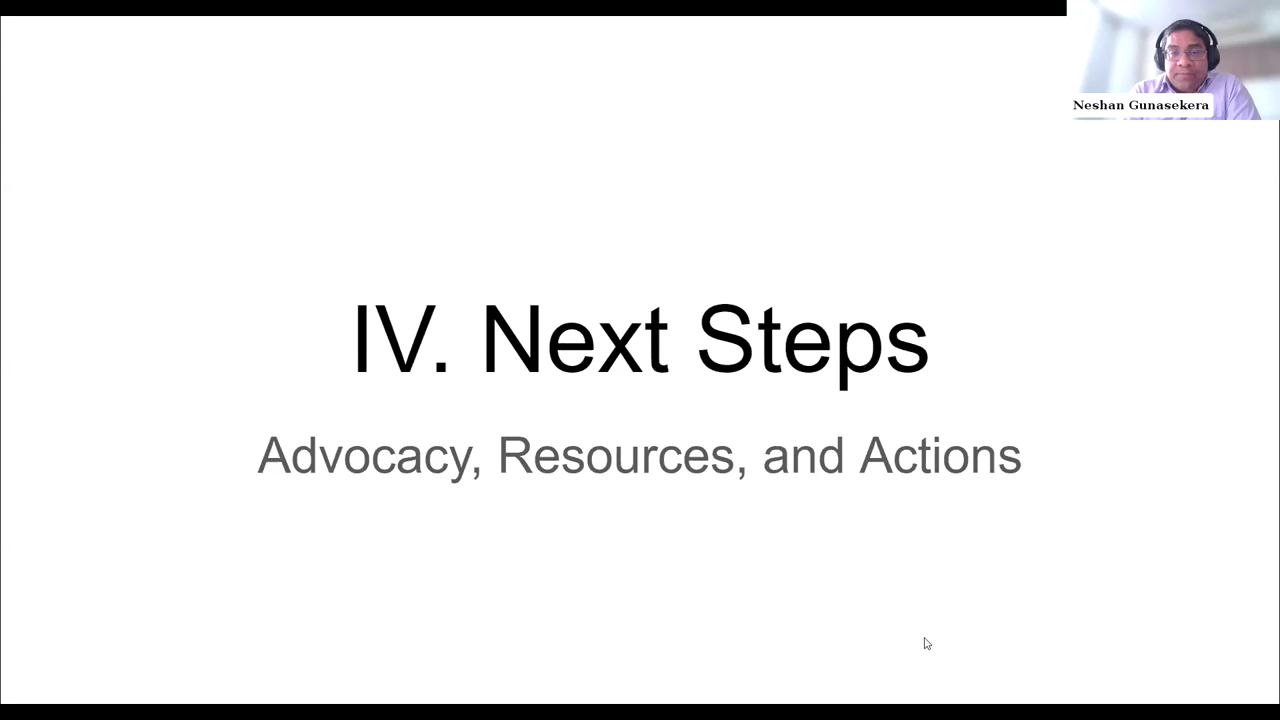 Neshan Gunasekera
IV. Next Steps
Advocacy, Resources, and Actions